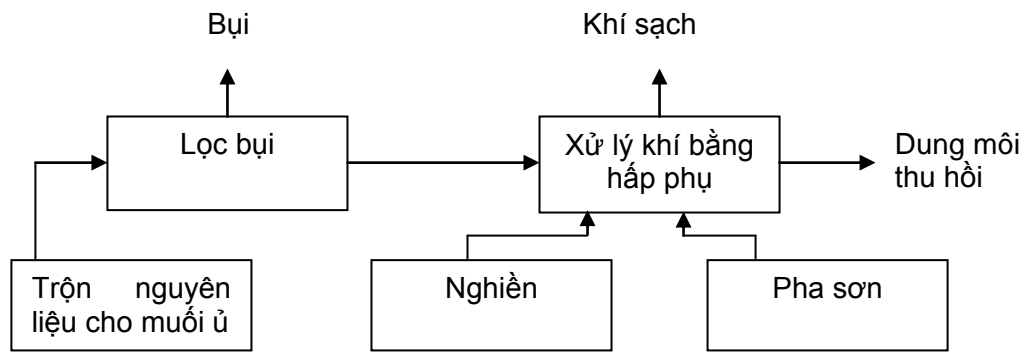 Bụi
Khí sạch
Lọc bụi
Xử lý khí bằng
hấp phụ
Dung môi
thu hồi
Trộn nguyên
liệu cho muối ủ
Nghiền
Pha sơn